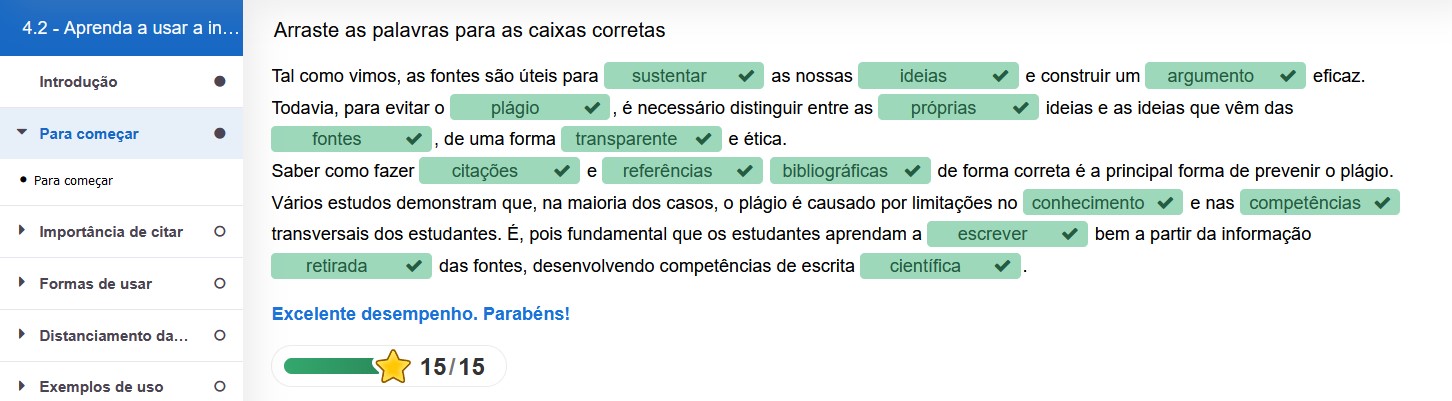 4.2 - Aprenda a usar a in...
Introdução
Para começar
Para começar
Importância de citar
Formas de usar
Distanciamento da...
Exemplos de uso
Arraste as palavras para as caixas corretas
Tal como vimos, as fontes são úteis para sustentar as nossas ideias e construir um argumento eficaz.
Todavia, para evitar o plágio , é necessário distinguir entre as próprias ideias e as ideias que vêm das
fontes , de uma forma transparente e ética.
Saber como fazer citações e referências bibliográficas de forma correta é a principal forma de prevenir o plágio.
Vários estudos demonstram que, na maioria dos casos, o plágio é causado por limitações no conhecimento e nas competências
transversais dos estudantes. É, pois fundamental que os estudantes aprendam a escrever bem a partir da informação
retirada das fontes, desenvolvendo competências de escrita científica .
Excelente desempenho. Parabéns!
15/15